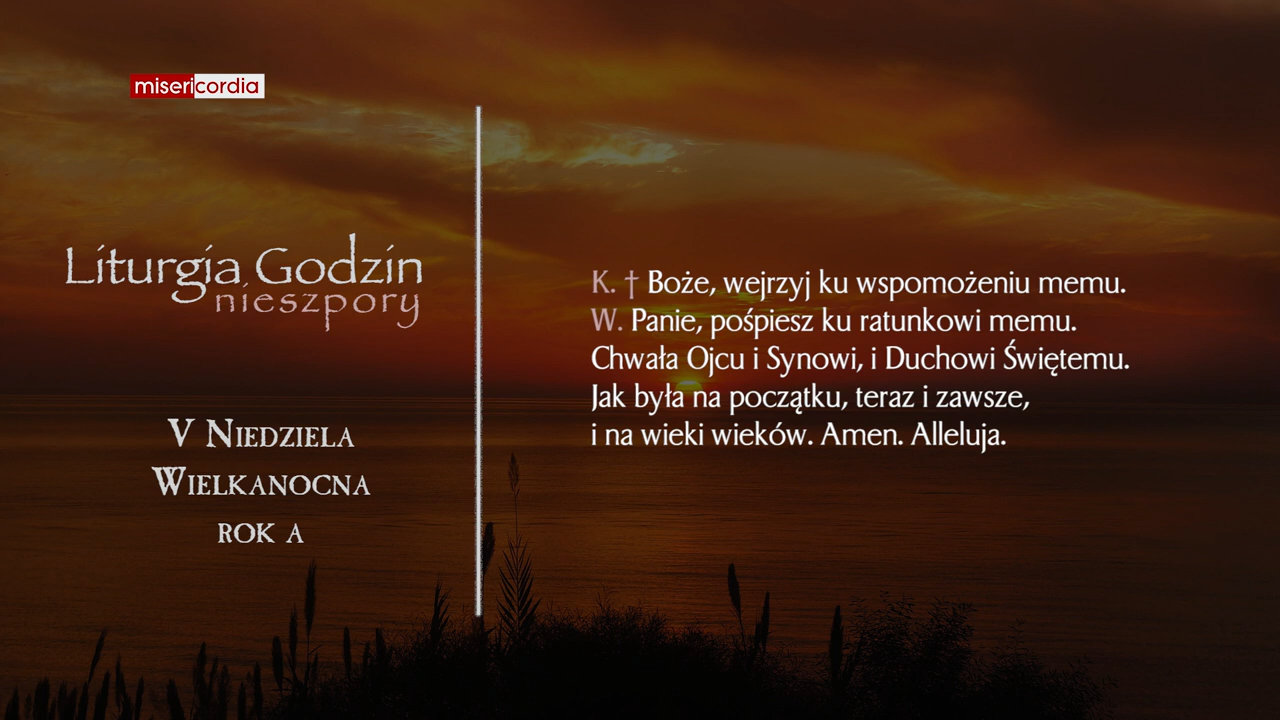 misericordia
Liturgia Godzin
nieszpory
V Niedziela
Wielkanocna
rok a
K. † Boże, wejrzyj ku wspomożeniu memu.
W. Panie, pośpiesz ku ratunkowi memu.
Chwała Ojcu i Synowi, i Duchowi Świętemu.
Jak była na początku, teraz i zawsze,
i na wieki wieków. Amen. Alleluja.